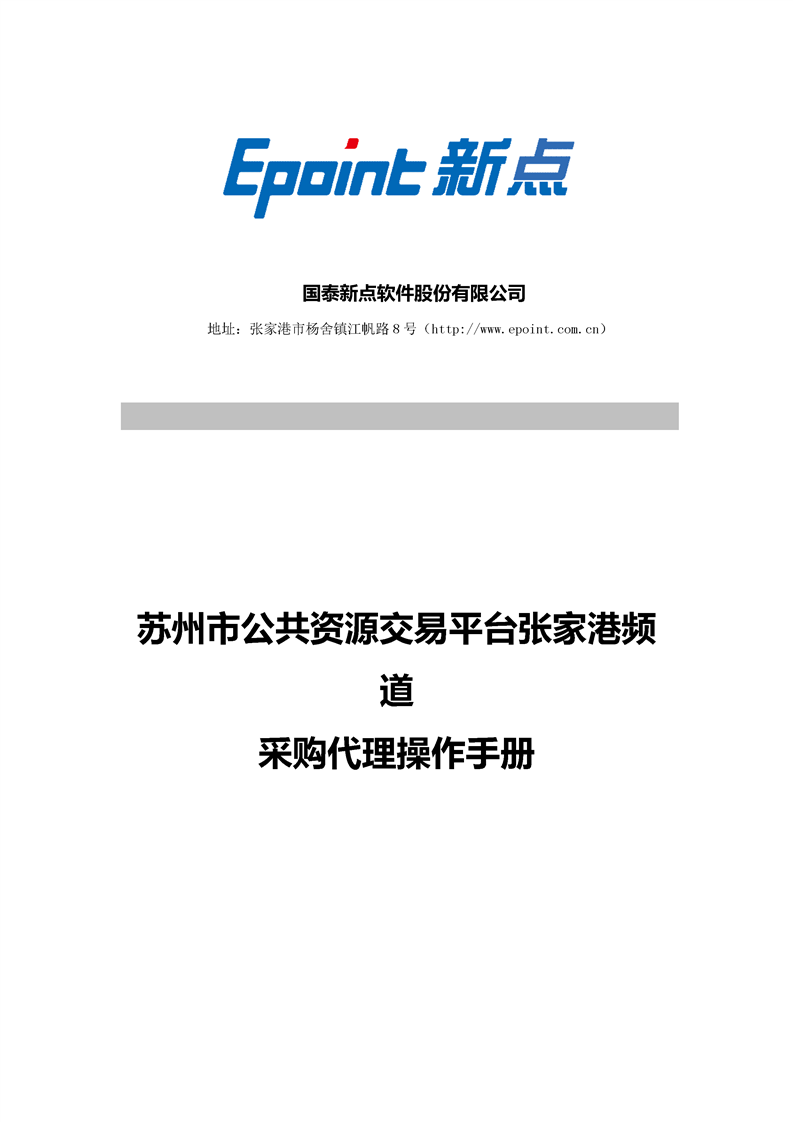 Epoint 新点
国泰新点软件股份有限公司
地址：张家港市杨舍镇江帆路 8 号（http://www.epoint.com.cn）
苏州市公共资源交易平台张家港频
道
采购代理操作手册